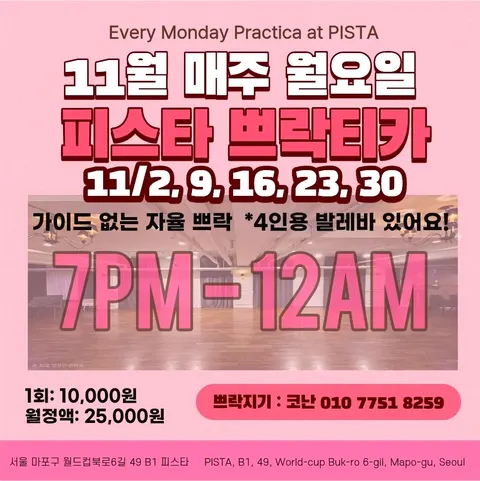 Every Monday Practica at PISTA
11월 매주 월요일
피스타 쁘락티카
11/2, 9, 16, 23, 30
가이드 없는 자율 쁘락 *4인용 발레바 있어요!
7PM - 12AM
1회: 10,000원
월정액: 25,000원
쁘락지기 : 코난 010 7751 8259
서울 마포구 월드컵북로6길 49 B1 피스타 PISTA, B1, 49, World-cup Buk-ro 6-gil, Mapo-gu, Seoul